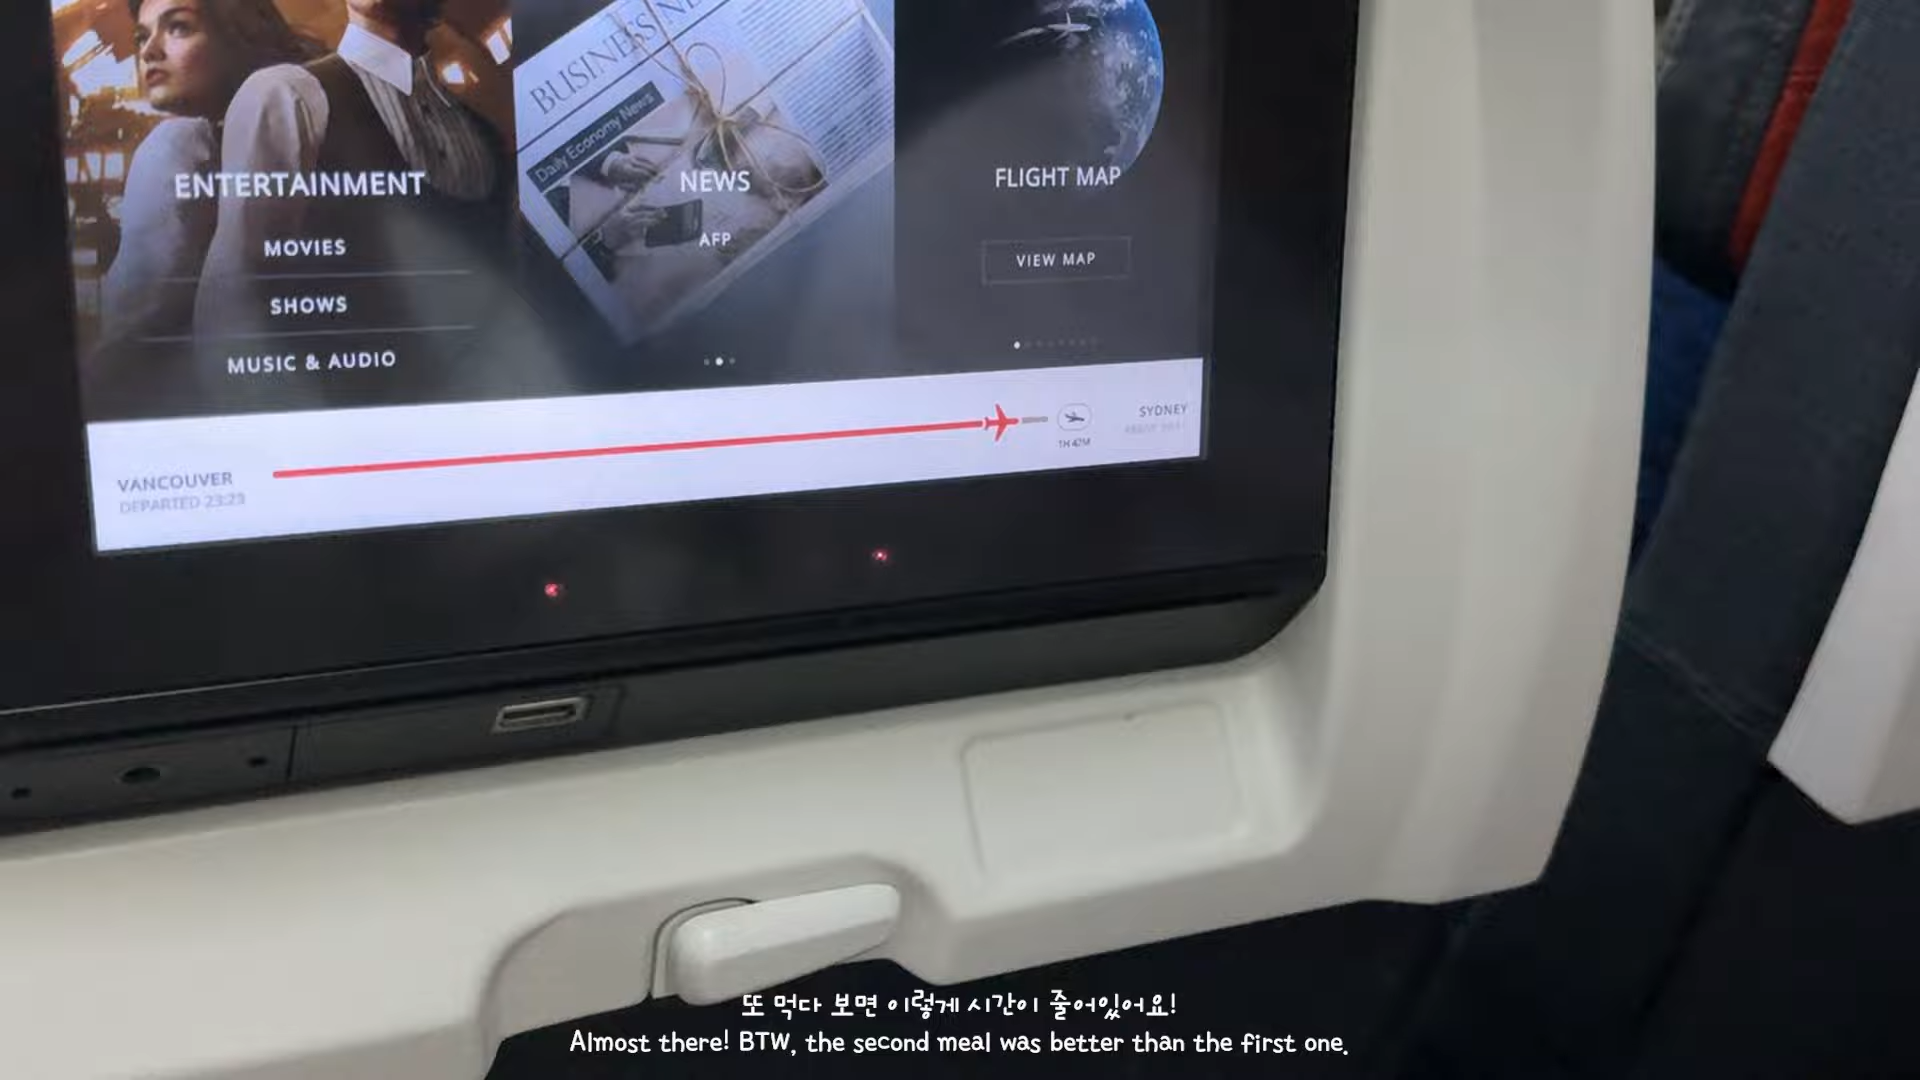 BUSINESS NE
Daily Economy News
ENTERTAINMENT
MOVIES
SHOWS
MUSIC & AUDIO
NEWS
AFP
FLIGHT MAP
VIEW MAP
VANCOUVER
DEPARTED 23:23
1H 42M
SYDNEY
또 먹다 보면 이렇게 시간이 줄어있어요!
Almost there! BTW, the second meal was better than the first one.